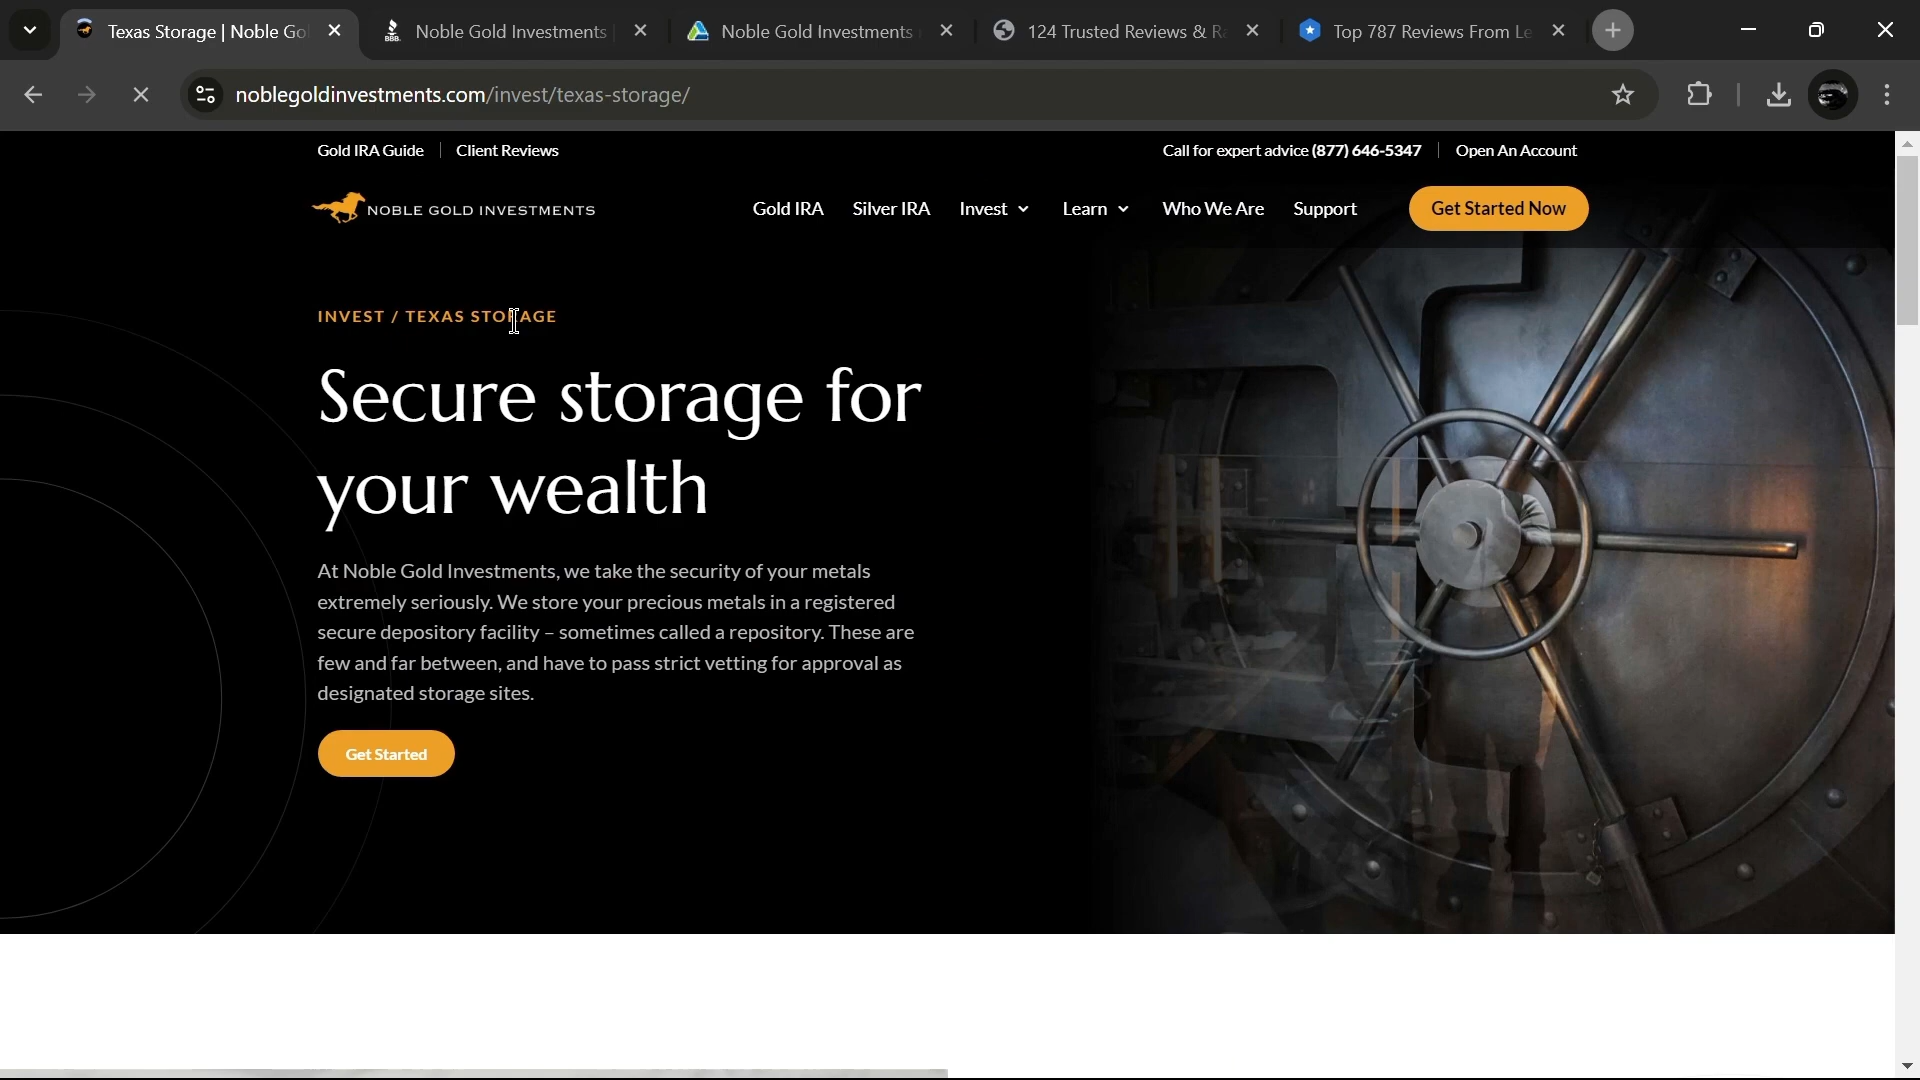 Texas Storage | Noble Go
Noble Gold Investments
Noble Gold Investments
124 Trusted Reviews & Ra
Top 787 Reviews From Le
noblegoldinvestments.com/invest/texas-storage/
Gold IRA Guide
Client Reviews
Call for expert advice (877) 646-5347
Open An Account
NOBLE GOLD INVESTMENTS
Gold IRA
Silver IRA
Invest
Learn
Who We Are
Support
Get Started Now
INVEST / TEXAS STORAGE
Secure storage for
your wealth
At Noble Gold Investments, we take the security of your metals
extremely seriously. We store your precious metals in a registered
secure depository facility – sometimes called a repository. These are
few and far between, and have to pass strict vetting for approval as
designated storage sites.
Get Started